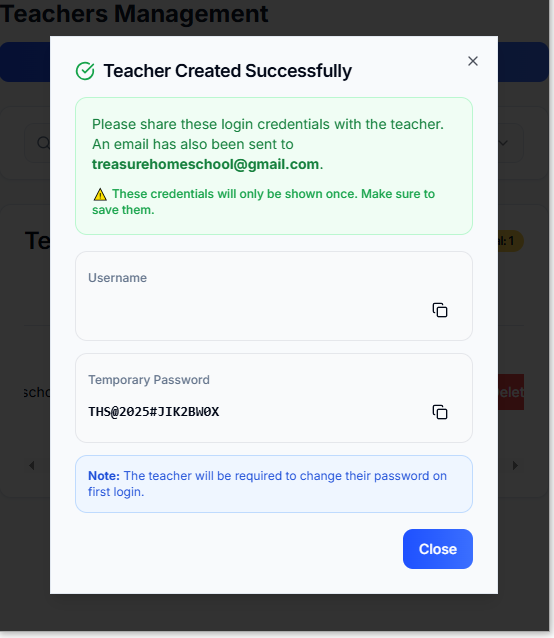 Teachers Management
Teacher Created Successfully
Please share these login credentials with the teacher.
An email has also been sent to
treasurehomeschool@gmail.com.
⚠️ These credentials will only be shown once. Make sure to
save them.
Te
al: 1
Username
Temporary Password
THS@2025#JIK2BW0X
scho
elet
Note: The teacher will be required to change their password on
first login.
Close